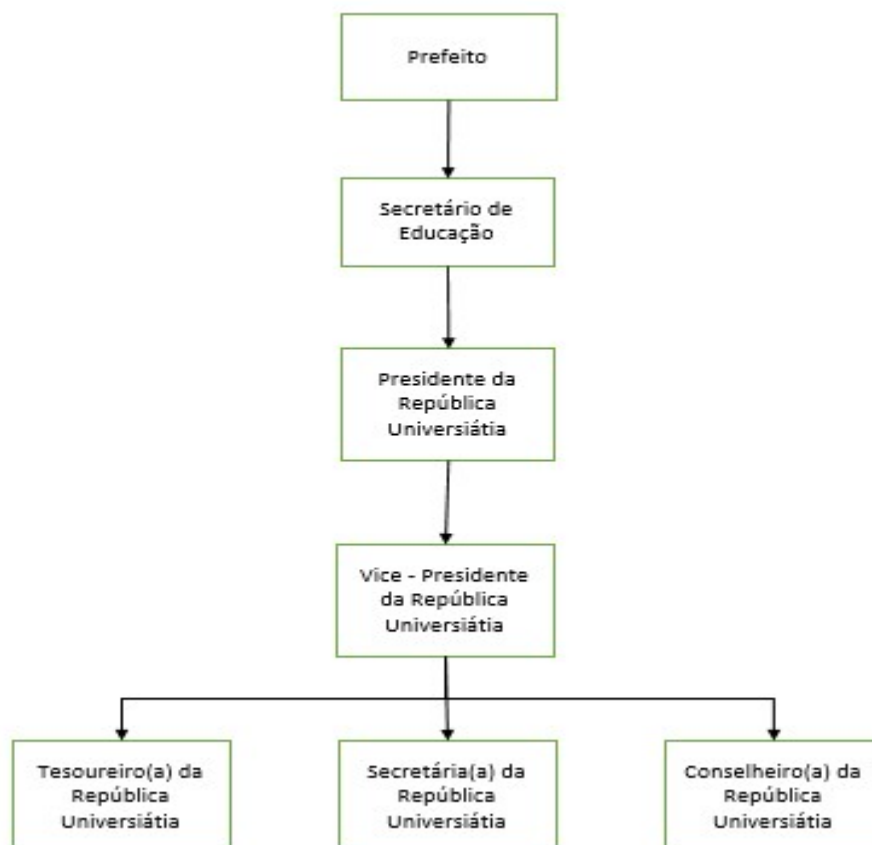 Prefeito
Secretário de
Educação
Presidente da
República
Universiátia
Vice - Presidente
da República
Universiátia
Tesoureiro(a) da
República
Universiátia
Secretária(a) da
República
Universiátia
Conselheiro(a) da
República
Universiátia